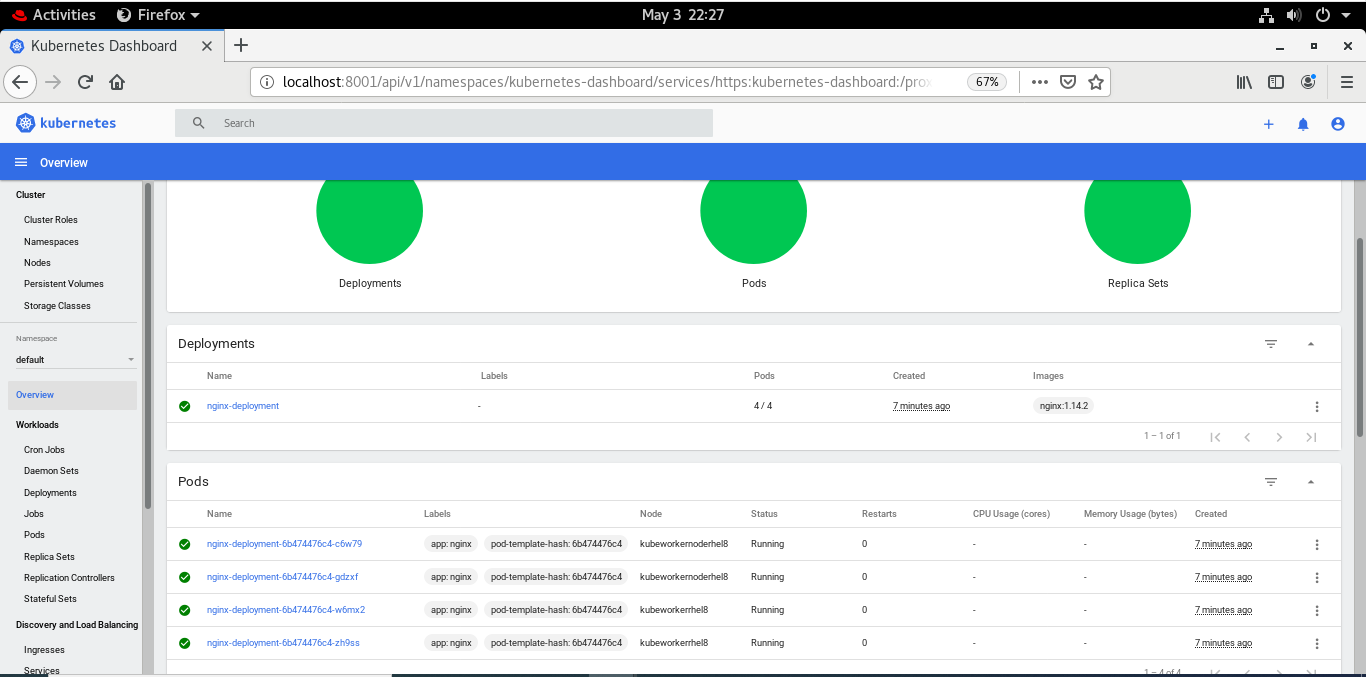 Activities Firefox May 3 22:27
Kubernetes Dashboard
localhost:8001/api/v1/namespaces/kubernetes-dashboard/services/https:kubernetes-dashboard:/prox 67%
kubernetes Search
Overview
Cluster
Cluster Roles
Namespaces
Nodes
Persistent Volumes
Storage Classes
Namespace
default
Overview
Workloads
Cron Jobs
Daemon Sets
Deployments
Jobs
Pods
Replica Sets
Replication Controllers
Stateful Sets
Discovery and Load Balancing
Ingresses
Services
Deployments Pods Replica Sets
Deployments
Name Labels Pods Created Images
nginx-deployment - 4 / 4 7 minutes ago nginx:1.14.2
1 – 1 of 1
Pods
Name Labels Node Status Restarts CPU Usage (cores) Memory Usage (bytes) Created
nginx-deployment-6b474476c4-c6w79 app: nginx pod-template-hash: 6b474476c4 kubeworkernoderhel8 Running 0 - - 7 minutes ago
nginx-deployment-6b474476c4-gdzxf app: nginx pod-template-hash: 6b474476c4 kubeworkernoderhel8 Running 0 - - 7 minutes ago
nginx-deployment-6b474476c4-w6mx2 app: nginx pod-template-hash: 6b474476c4 kubeworkerrhel8 Running 0 - - 7 minutes ago
nginx-deployment-6b474476c4-zh9ss app: nginx pod-template-hash: 6b474476c4 kubeworkerrhel8 Running 0 - - 7 minutes ago
1 – 4 of 4